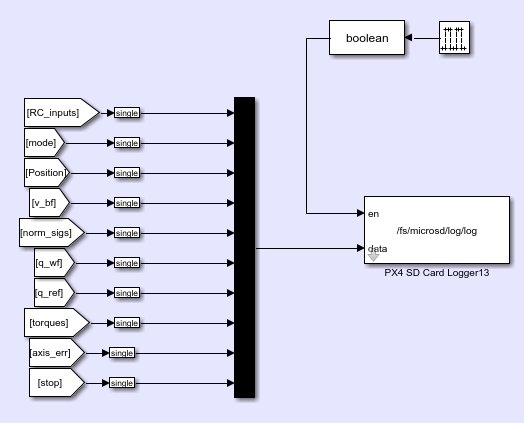 boolean
[RC_inputs]
single
[mode]
single
[Position]
single
[v_bf]
single
[norm_sigs]
single
[q_wf]
single
[q_ref]
single
[torques]
single
[axis_err]
single
[stop]
single
en
/fs/microsd/log/log
data
PX4 SD Card Logger13